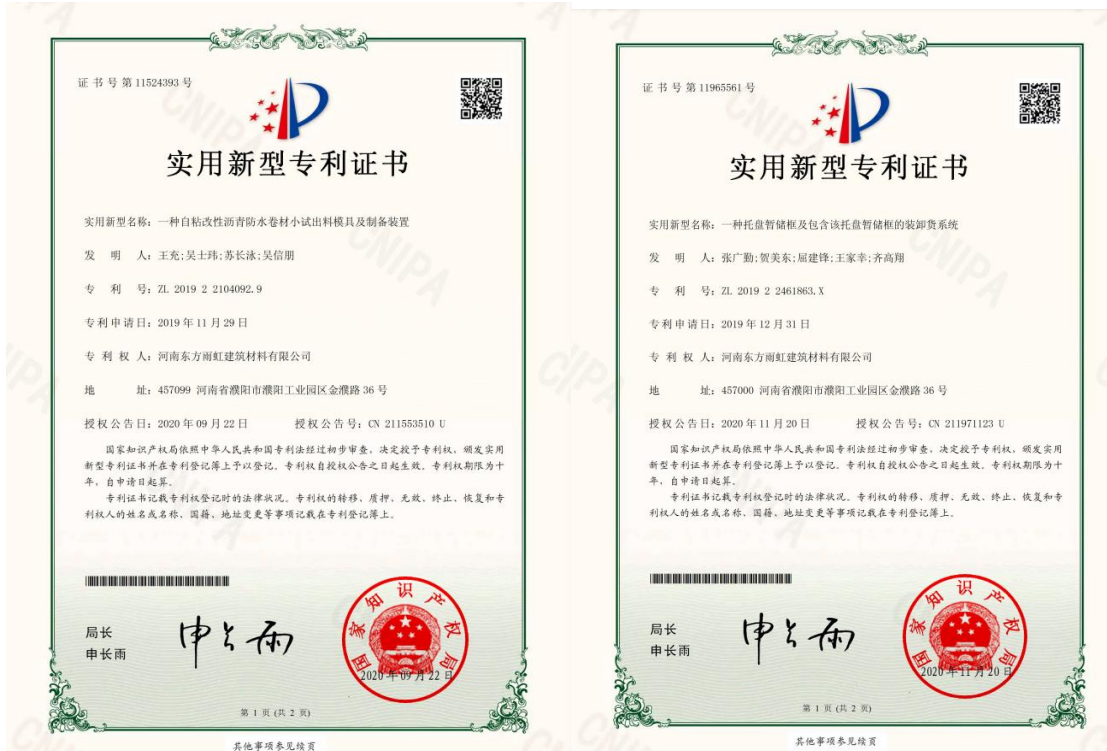 证书号第11524393号
实用新型专利证书
实用新型名称：一种自粘改性沥青防水卷材小试出料模具及制备装置
发 明 人：王充;吴士玮;苏长泳;吴信朋
专 利 号：ZL 2019 2 2104092.9
专利申请日：2019年11月29日
专 利 权 人：河南东方雨虹建筑材料有限公司
地 址：457099 河南省濮阳市濮阳工业园区金濮路36号
授权公告日：2020年09月22日 授权公告号：CN 211553510 U
国家知识产权局依照中华人民共和国专利法经过初步审查，决定授予专利权，颁发实用
新型专利证书并在专利登记簿上予以登记。专利权自授权公告之日起生效。专利权期限为十
年，自申请日起算。
专利证书记载专利权登记时的法律状况。专利权的转移、质押、无效、终止、恢复和专
利权人的姓名或名称、国籍、地址变更等事项记载在专利登记簿上。
局长
申长雨
申长雨
国家知识产权局
2020年09月22日
第 1 页 (共 2 页)
其他事项参见续页
证书号第11965561号
实用新型专利证书
实用新型名称：一种托盘暂储框及包含该托盘暂储框的装卸货系统
发 明 人：张广勤;贺美东;屈建锋;王家幸;齐高翔
专 利 号：ZL 2019 2 2461863.X
专利申请日：2019年12月31日
专 利 权 人：河南东方雨虹建筑材料有限公司
地 址：457000 河南省濮阳市濮阳工业园区金濮路36号
授权公告日：2020年11月20日 授权公告号：CN 211971123 U
国家知识产权局依照中华人民共和国专利法经过初步审查，决定授予专利权，颁发实用
新型专利证书并在专利登记簿上予以登记。专利权自授权公告之日起生效。专利权期限为十
年，自申请日起算。
专利证书记载专利权登记时的法律状况。专利权的转移、质押、无效、终止、恢复和专
利权人的姓名或名称、国籍、地址变更等事项记载在专利登记簿上。
局长
申长雨
申长雨
国家知识产权局
2020年11月20日
第 1 页 (共 2 页)
其他事项参见续页
CNIPA